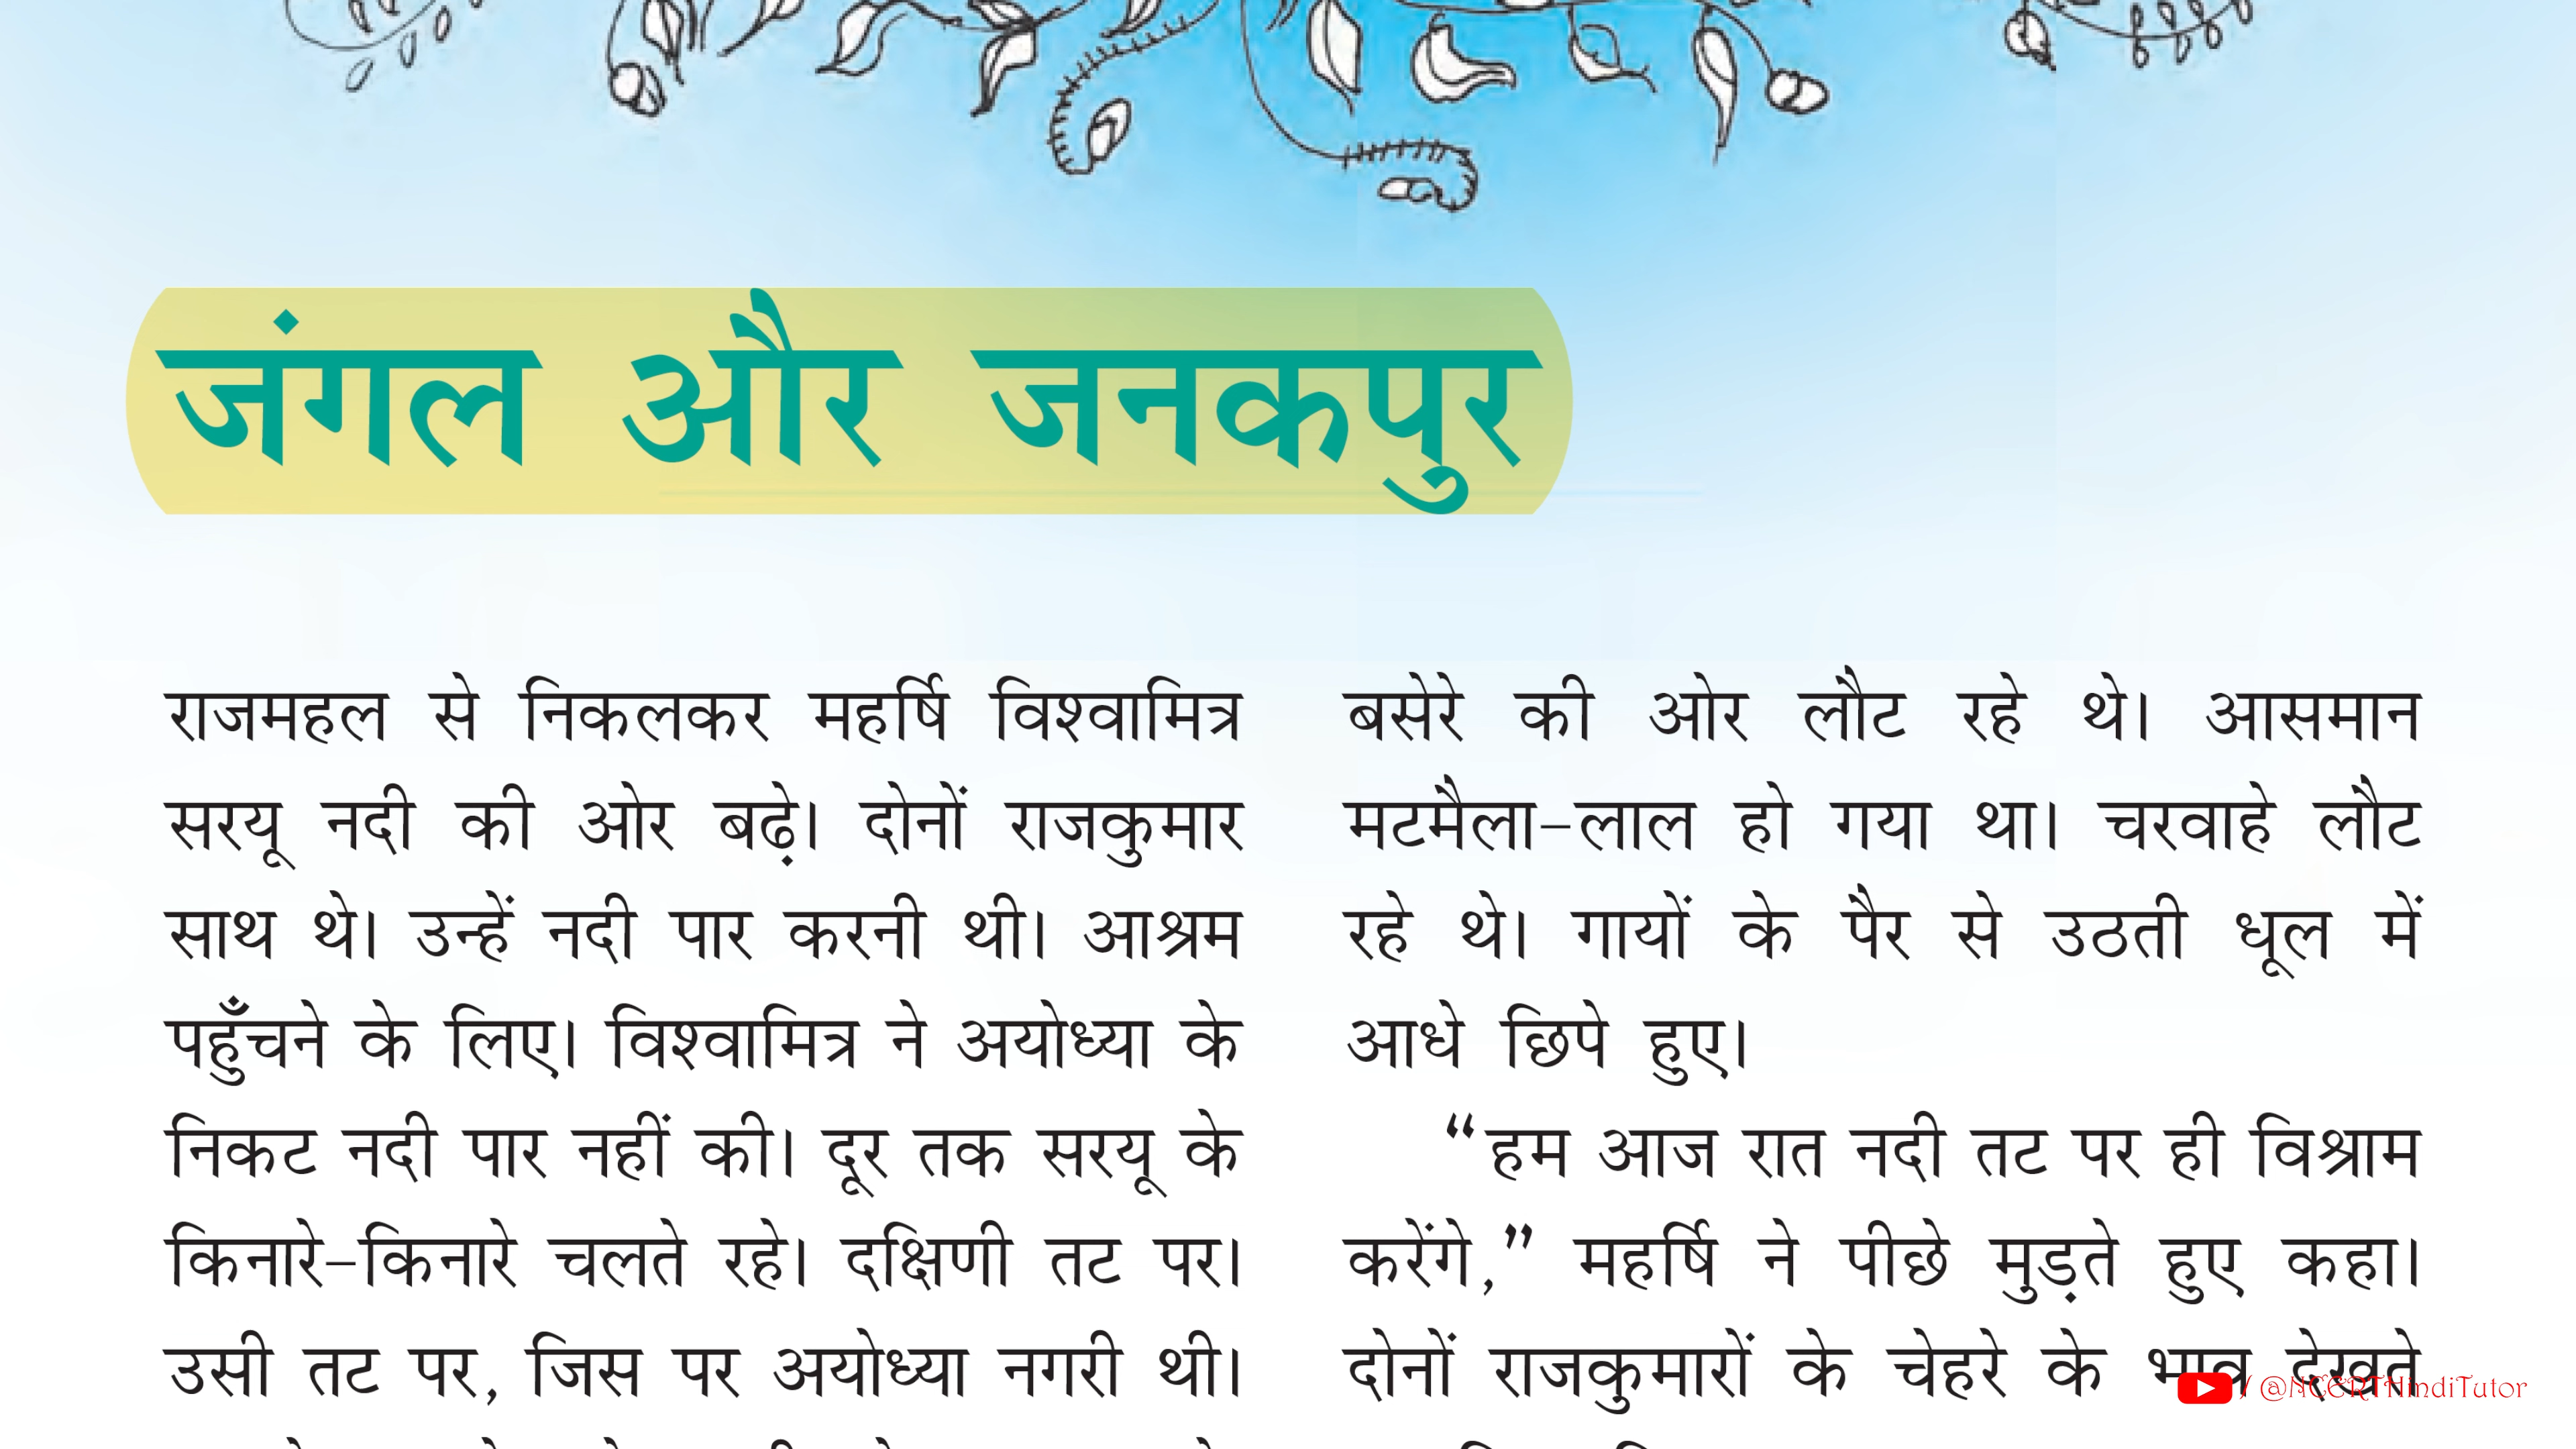 जंगल और जनकपुर
राजमहल से निकलकर महर्षि विश्वामित्र
सरयू नदी की ओर बढ़े। दोनों राजकुमार
साथ थे। उन्हें नदी पार करनी थी। आश्रम
पहुँचने के लिए। विश्वामित्र ने अयोध्या के
निकट नदी पार नहीं की। दूर तक सरयू के
किनारे-किनारे चलते रहे। दक्षिणी तट पर।
उसी तट पर, जिस पर अयोध्या नगरी थी।
बसेरे की ओर लौट रहे थे। आसमान
मटमैला-लाल हो गया था। चरवाहे लौट
रहे थे। गायों के पैर से उठती धूल में
आधे छिपे हुए।
“हम आज रात नदी तट पर ही विश्राम
करेंगे,” महर्षि ने पीछे मुड़ते हुए कहा।
दोनों राजकुमारों के चेहरे के भाव देखते
/ @NCERTHindiTutor